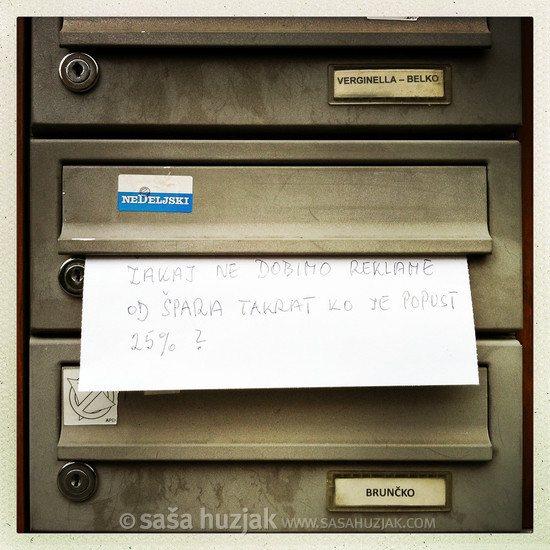 VERGINELLA – BELKO
NEDELJSKI
ZAKAJ NE DOBIMO REKLAME
OD ŠPARA TAKRAT KO JE POPUST
25% ?
BRUNČKO
© saša huzjak www.sasahuzjak.com